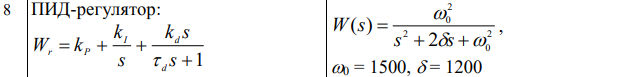 8 ПИД-регулятор:
W_r = k_P + k_I/s + k_d s/(τ_d s + 1)
W(s) = ω_0^2/(s^2 + 2δs + ω_0^2) ,
ω_0 = 1500, δ = 1200